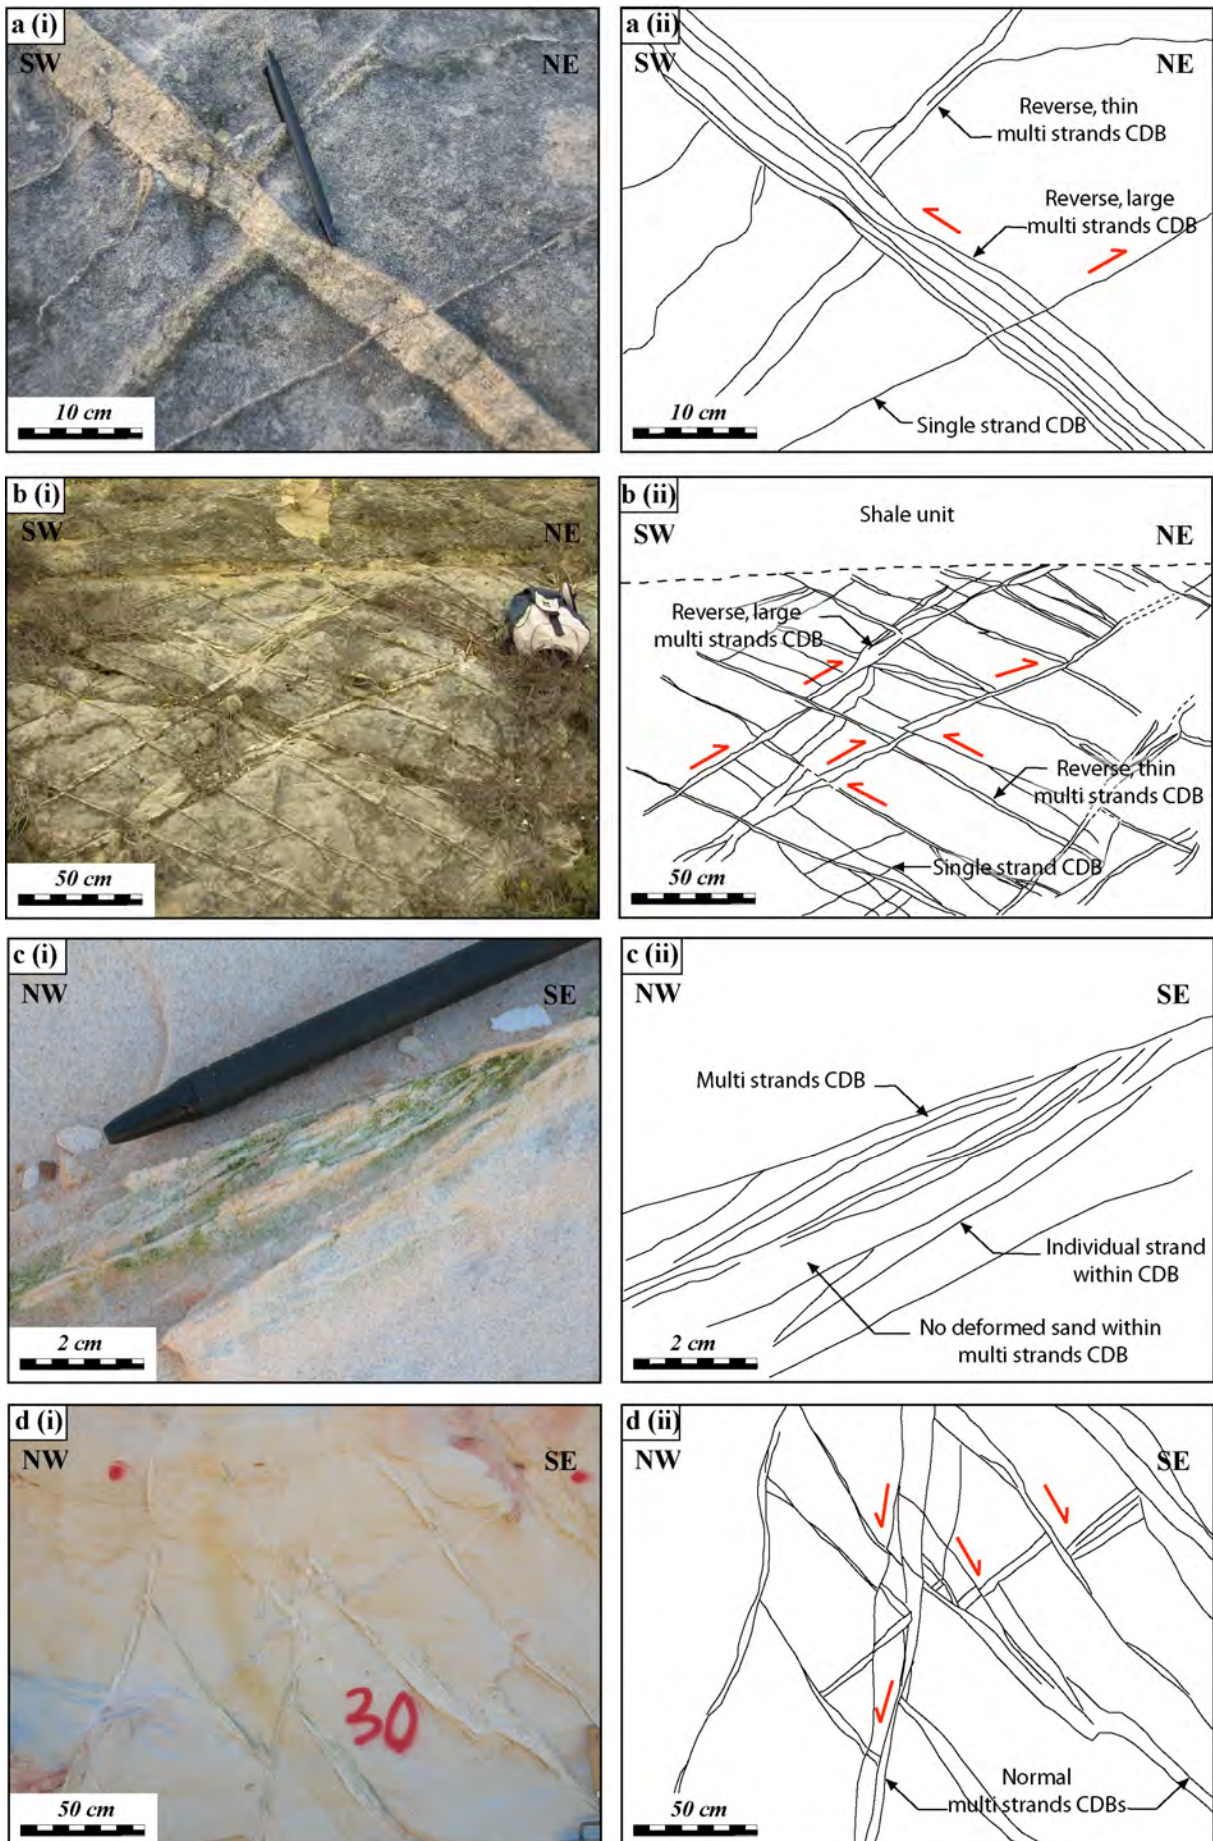 a (i)
SW
NE
10 cm
a (ii)
SW
NE
Reverse, thin
multi strands CDB
Reverse, large
multi strands CDB
Single strand CDB
10 cm
b (i)
SW
NE
50 cm
b (ii)
SW
NE
Shale unit
Reverse, large
multi strands CDB
Reverse, thin
multi strands CDB
Single strand CDB
50 cm
c (i)
NW
SE
2 cm
c (ii)
NW
SE
Multi strands CDB
Individual strand
within CDB
No deformed sand within
multi strands CDB
2 cm
d (i)
NW
SE
30
50 cm
d (ii)
NW
SE
Normal
multi strands CDBs
50 cm